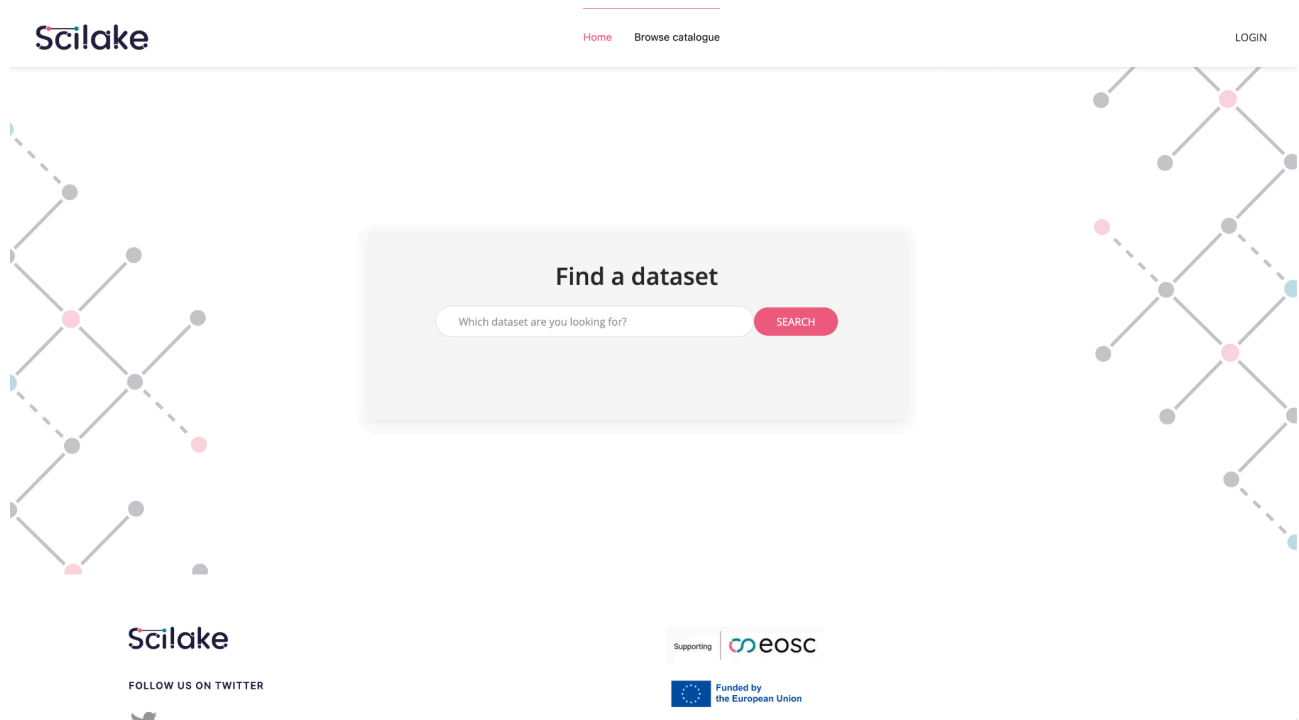 Scilake
Home Browse catalogue
LOGIN
Find a dataset
Which dataset are you looking for? SEARCH
Scilake
FOLLOW US ON TWITTER
Supporting eosc
Funded by
the European Union